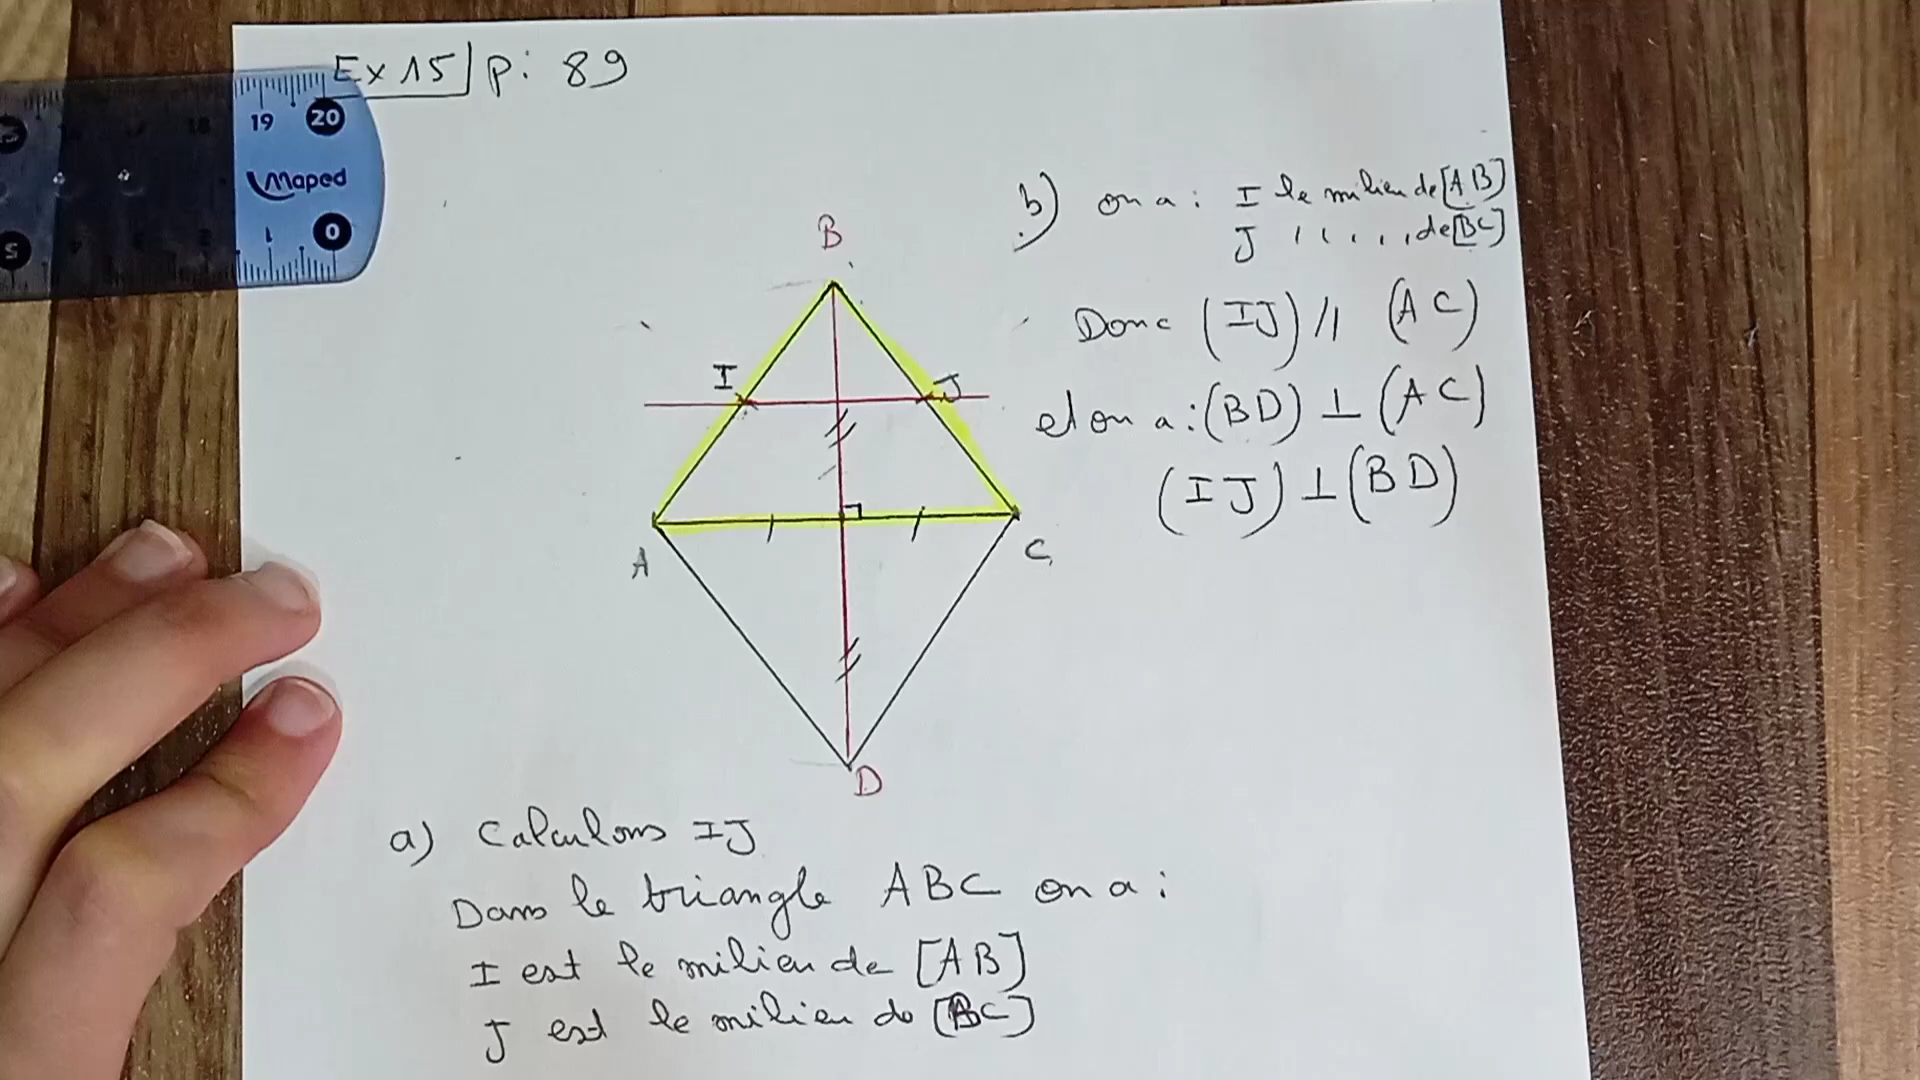 Ex 15 p: 89
19 20
Maped
1 0
5
B
I J
A C
D
b) on a: I le milieu de [AB]
J ' ' ' ' ' de [BC]
Donc (IJ) // (AC)
et on a: (BD) ⊥ (AC)
(IJ) ⊥ (BD)
a) Calculons IJ
Dans le triangle ABC on a:
I est le milieu de [AB]
J est le milieu de [BC]